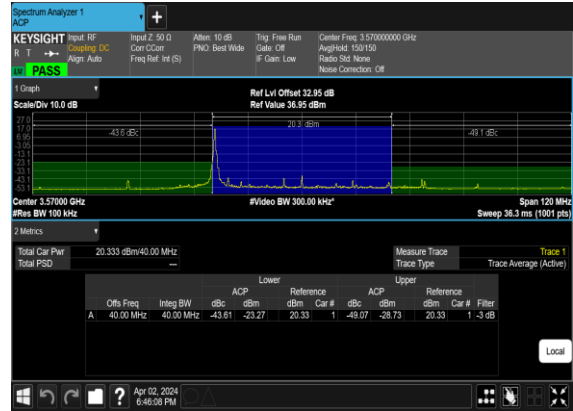 Spectrum Analyzer 1
ACP
KEYSIGHT Input: RF Input Z: 50 Ω Atten: 10 dB Trig: Free Run Center Freq: 3.570000000 GHz
R T Coupling: DC Corr CCorr PNO: Best Wide Gate: Off Avg|Hold: 150/150
Align: Auto Freq Ref: Int (S) IF Gain: Low Radio Std: None
PASS Noise Correction: Off
1 Graph
Ref Lvl Offset 32.95 dB
Scale/Div 10.0 dB Ref Value 36.95 dBm
27.0
17.0 20.3 dBm
6.95 -43.6 dBc -49.1 dBc
-3.05
-13.1
-23.1
-33.1
-43.1
-53.1
Center 3.57000 GHz #Video BW 300.00 kHz* Span 120 MHz
#Res BW 100 kHz Sweep 36.3 ms (1001 pts)
2 Metrics
Total Car Pwr 20.333 dBm/40.00 MHz Measure Trace Trace 1
Total PSD --- Trace Type Trace Average (Active)
Lower Upper
ACP Reference ACP Reference
Offs Freq Integ BW dBc dBm dBm Car # dBc dBm dBm Car # Filter
A 40.00 MHz 40.00 MHz -43.61 -23.27 20.33 1 -49.07 -28.73 20.33 1 -3 dB
Local
? Apr 02, 2024
6:46:08 PM